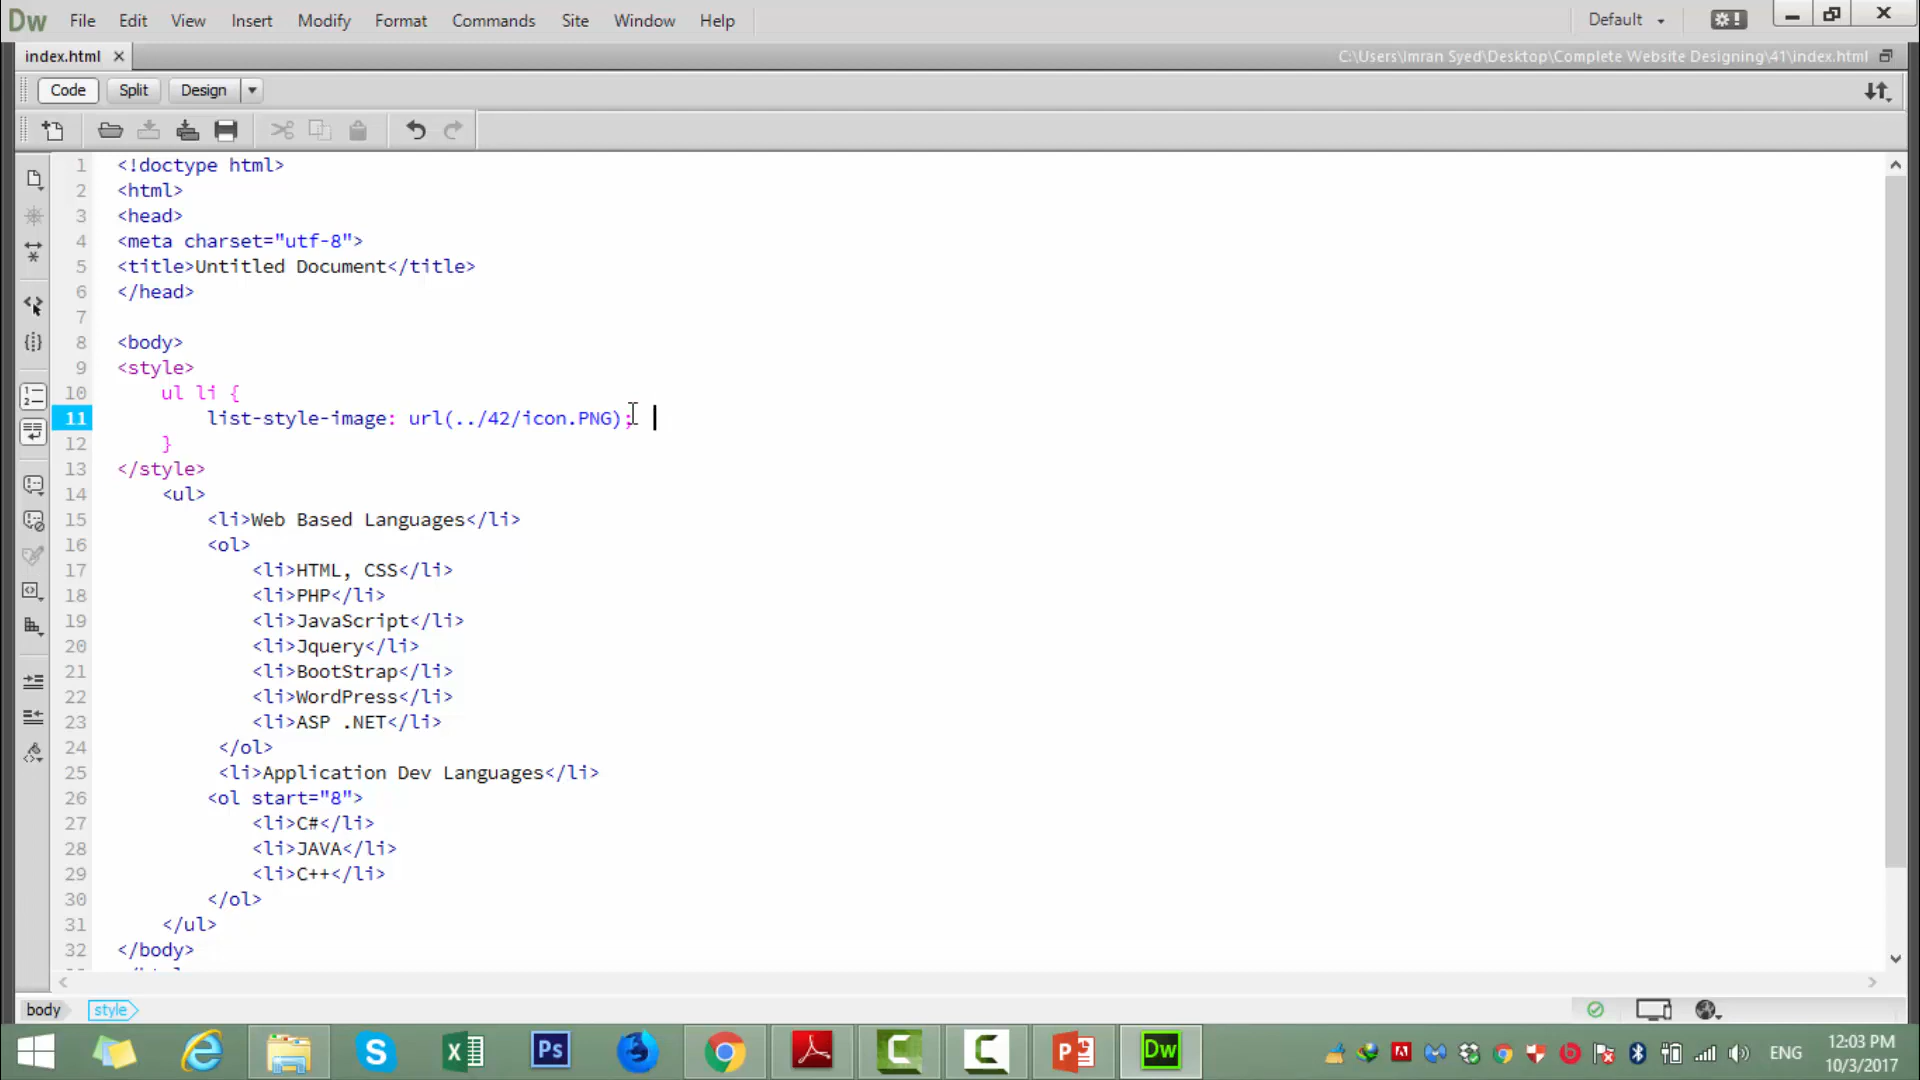 Dw File Edit View Insert Modify Format Commands Site Window Help Default
index.html C:\Users\Imran Syed\Desktop\Complete Website Designing\41\index.html
Code Split Design
1 <!doctype html>
2 <html>
3 <head>
4 <meta charset="utf-8">
5 <title>Untitled Document</title>
6 </head>
7
8 <body>
9 <style>
10 ul li {
11 list-style-image: url(../42/icon.PNG);
12 }
13 </style>
14 <ul>
15 <li>Web Based Languages</li>
16 <ol>
17 <li>HTML, CSS</li>
18 <li>PHP</li>
19 <li>JavaScript</li>
20 <li>Jquery</li>
21 <li>BootStrap</li>
22 <li>WordPress</li>
23 <li>ASP .NET</li>
24 </ol>
25 <li>Application Dev Languages</li>
26 <ol start="8">
27 <li>C#</li>
28 <li>JAVA</li>
29 <li>C++</li>
30 </ol>
31 </ul>
32 </body>
body style
Ps Dw ENG 12:03 PM
10/3/2017